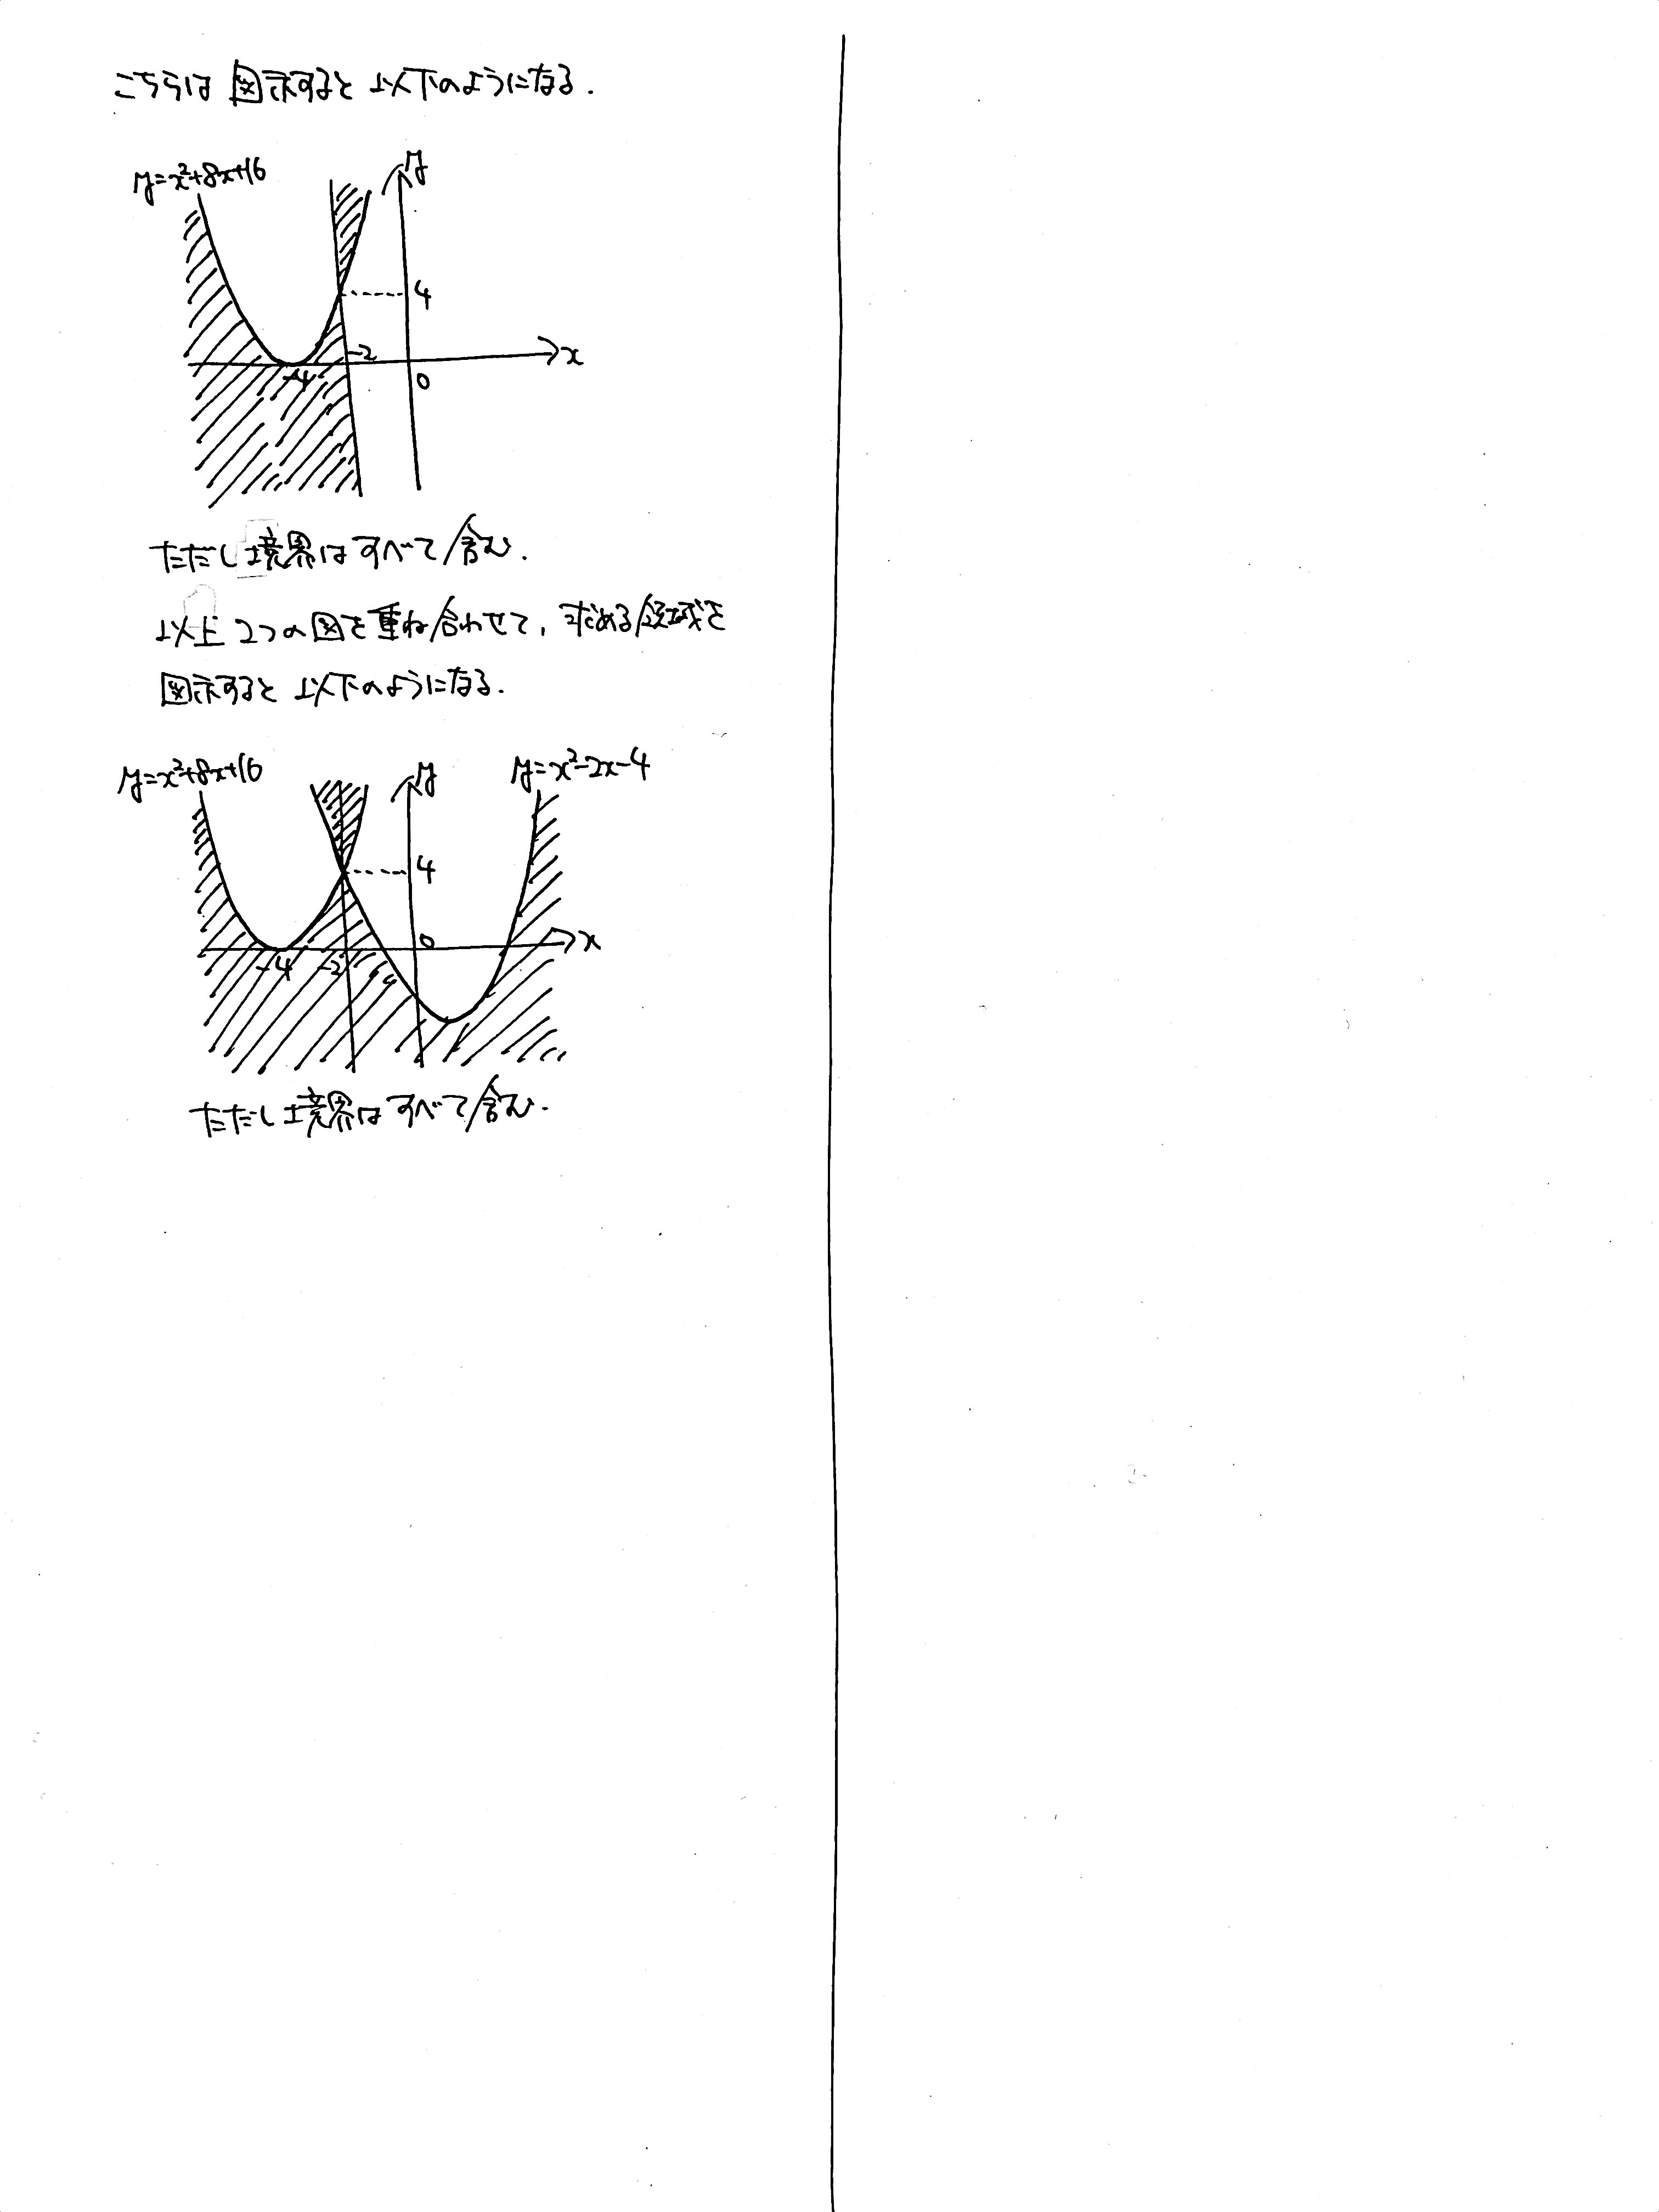 こちらは図示すると以下のようになる.
y=x²+8x+16
y
4
-2
x
-4
0
ただし境界はすべて含む.
以上2つの図を重ね合わせて, 求める領域を
図示すると以下のようになる.
y=x²+8x+16
y
y=x²-2x-4
4
0
x
-4
-2
ただし境界はすべて含む.